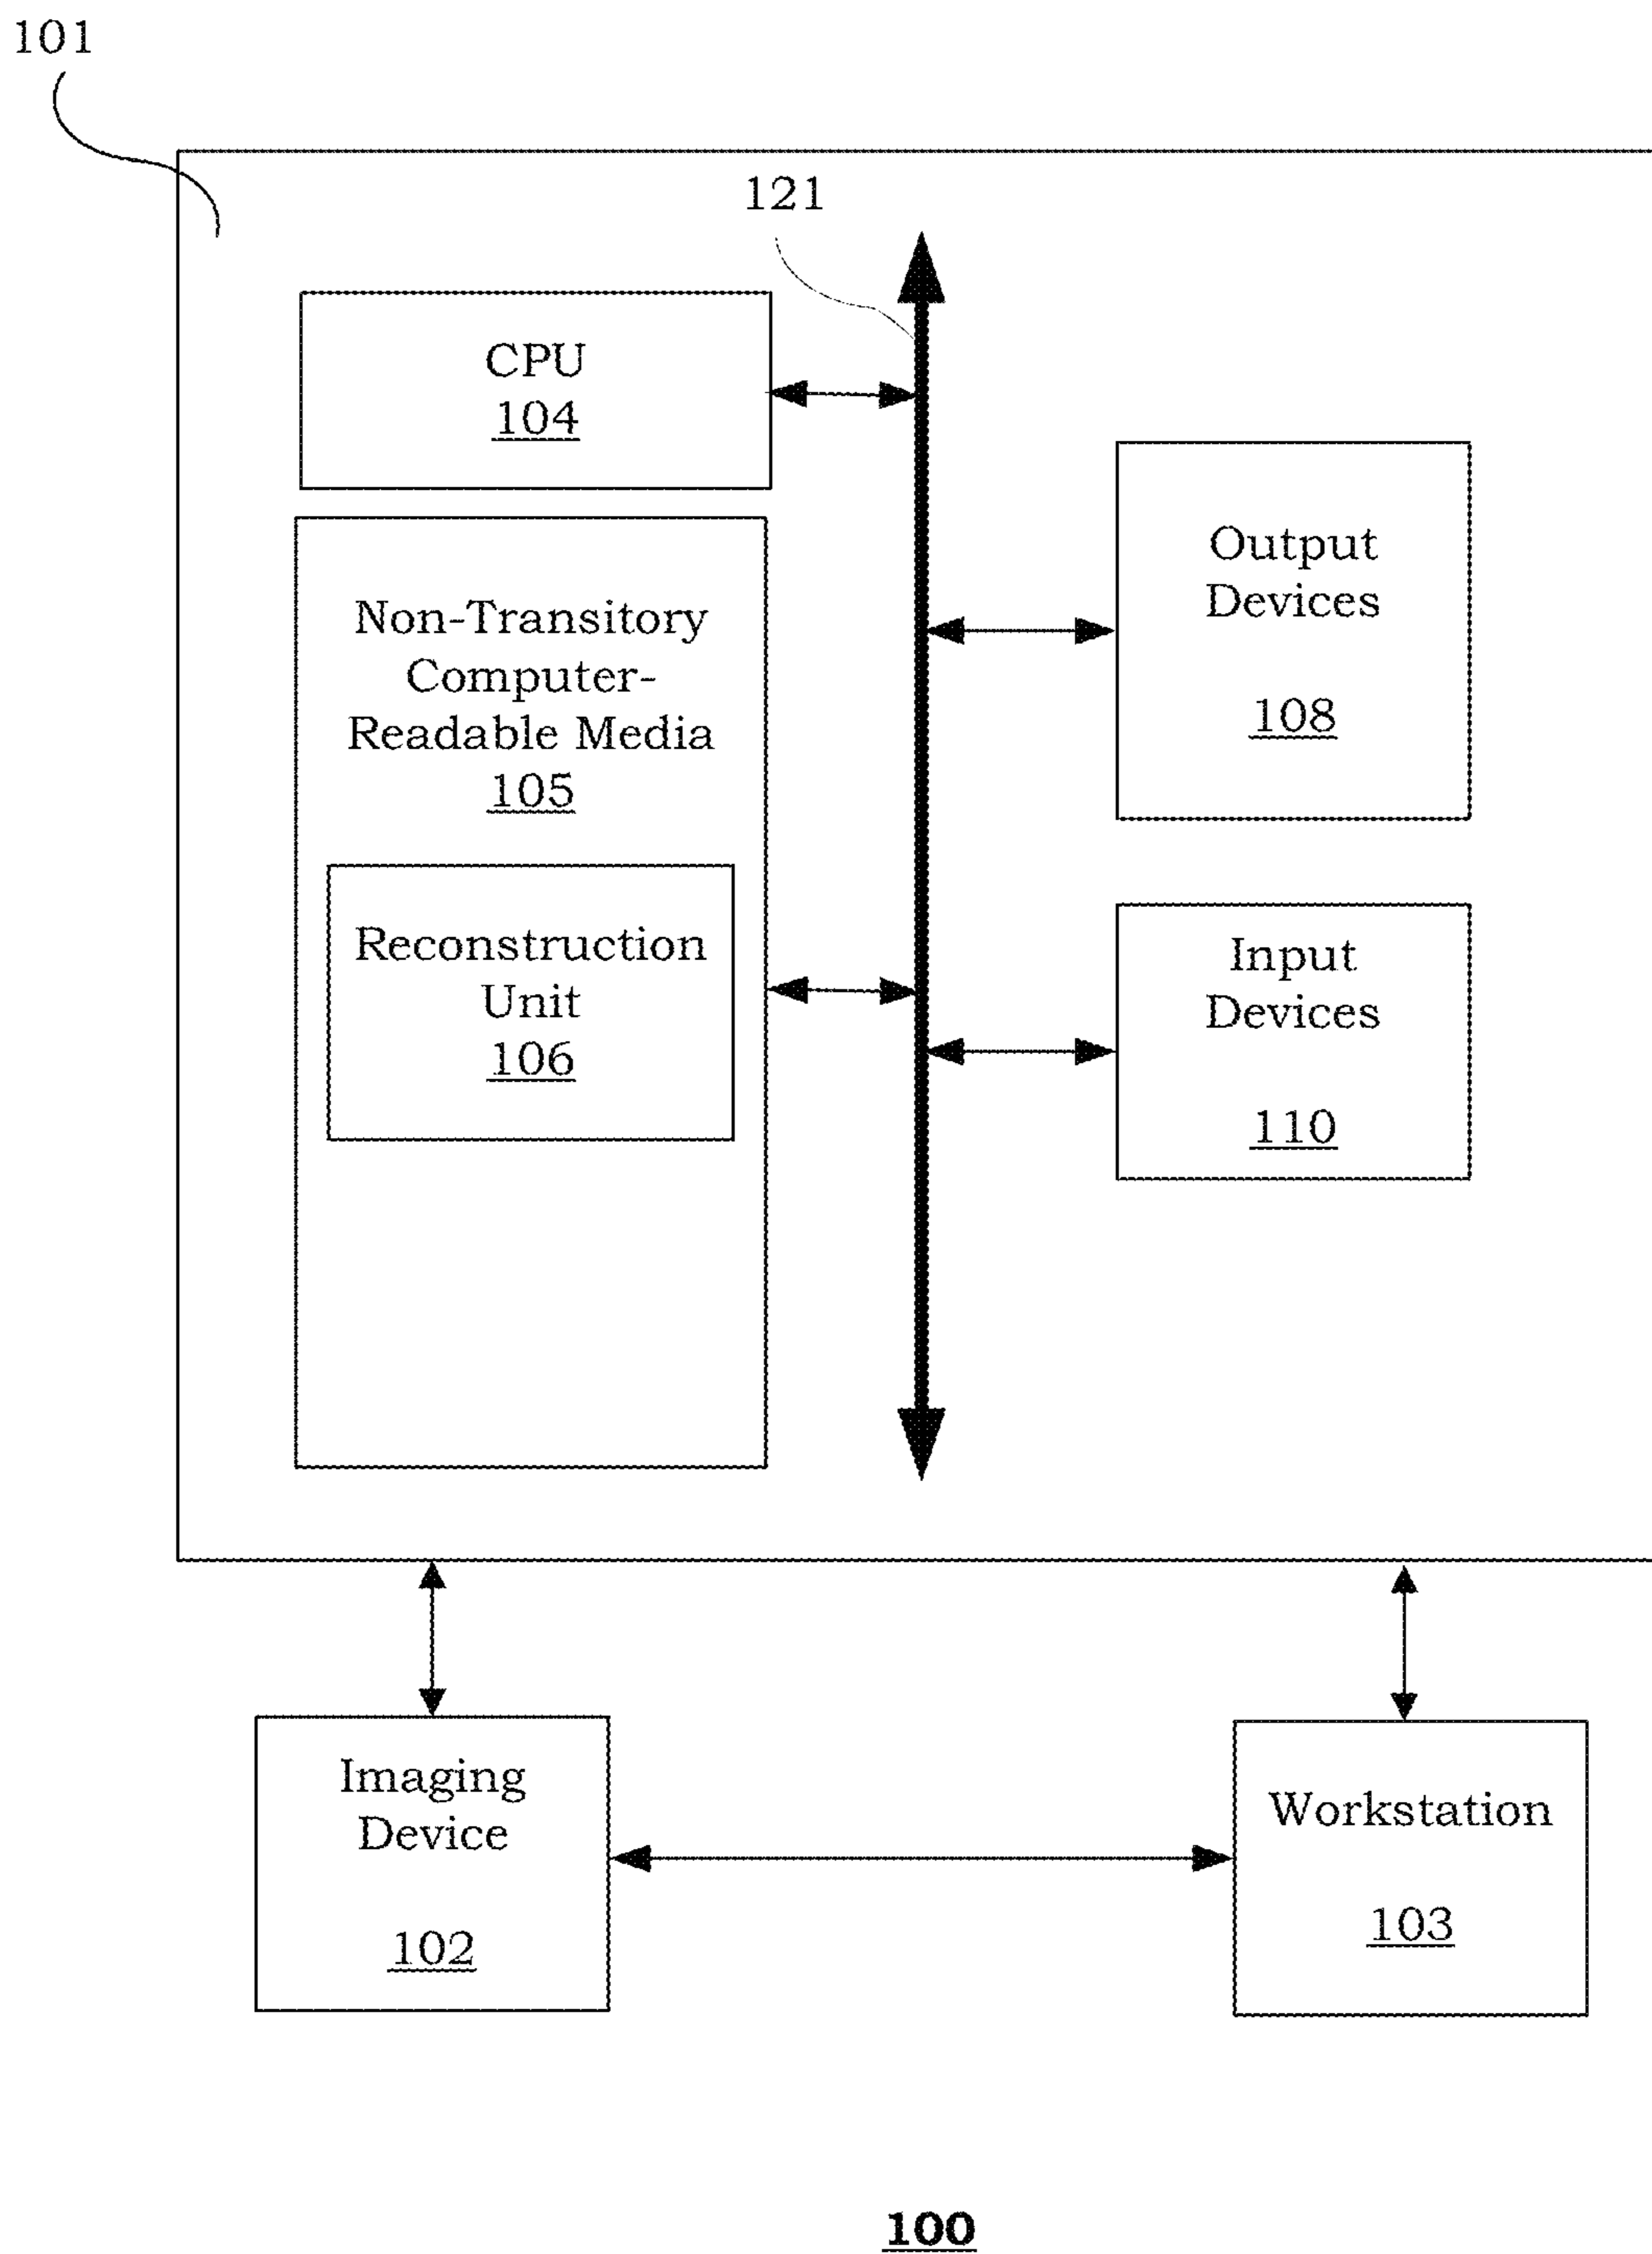 101
121
CPU
104
Non-Transitory
Computer-
Readable Media
105
Reconstruction
Unit
106
Output
Devices
108
Input
Devices
110
Imaging
Device
102
Workstation
103
100